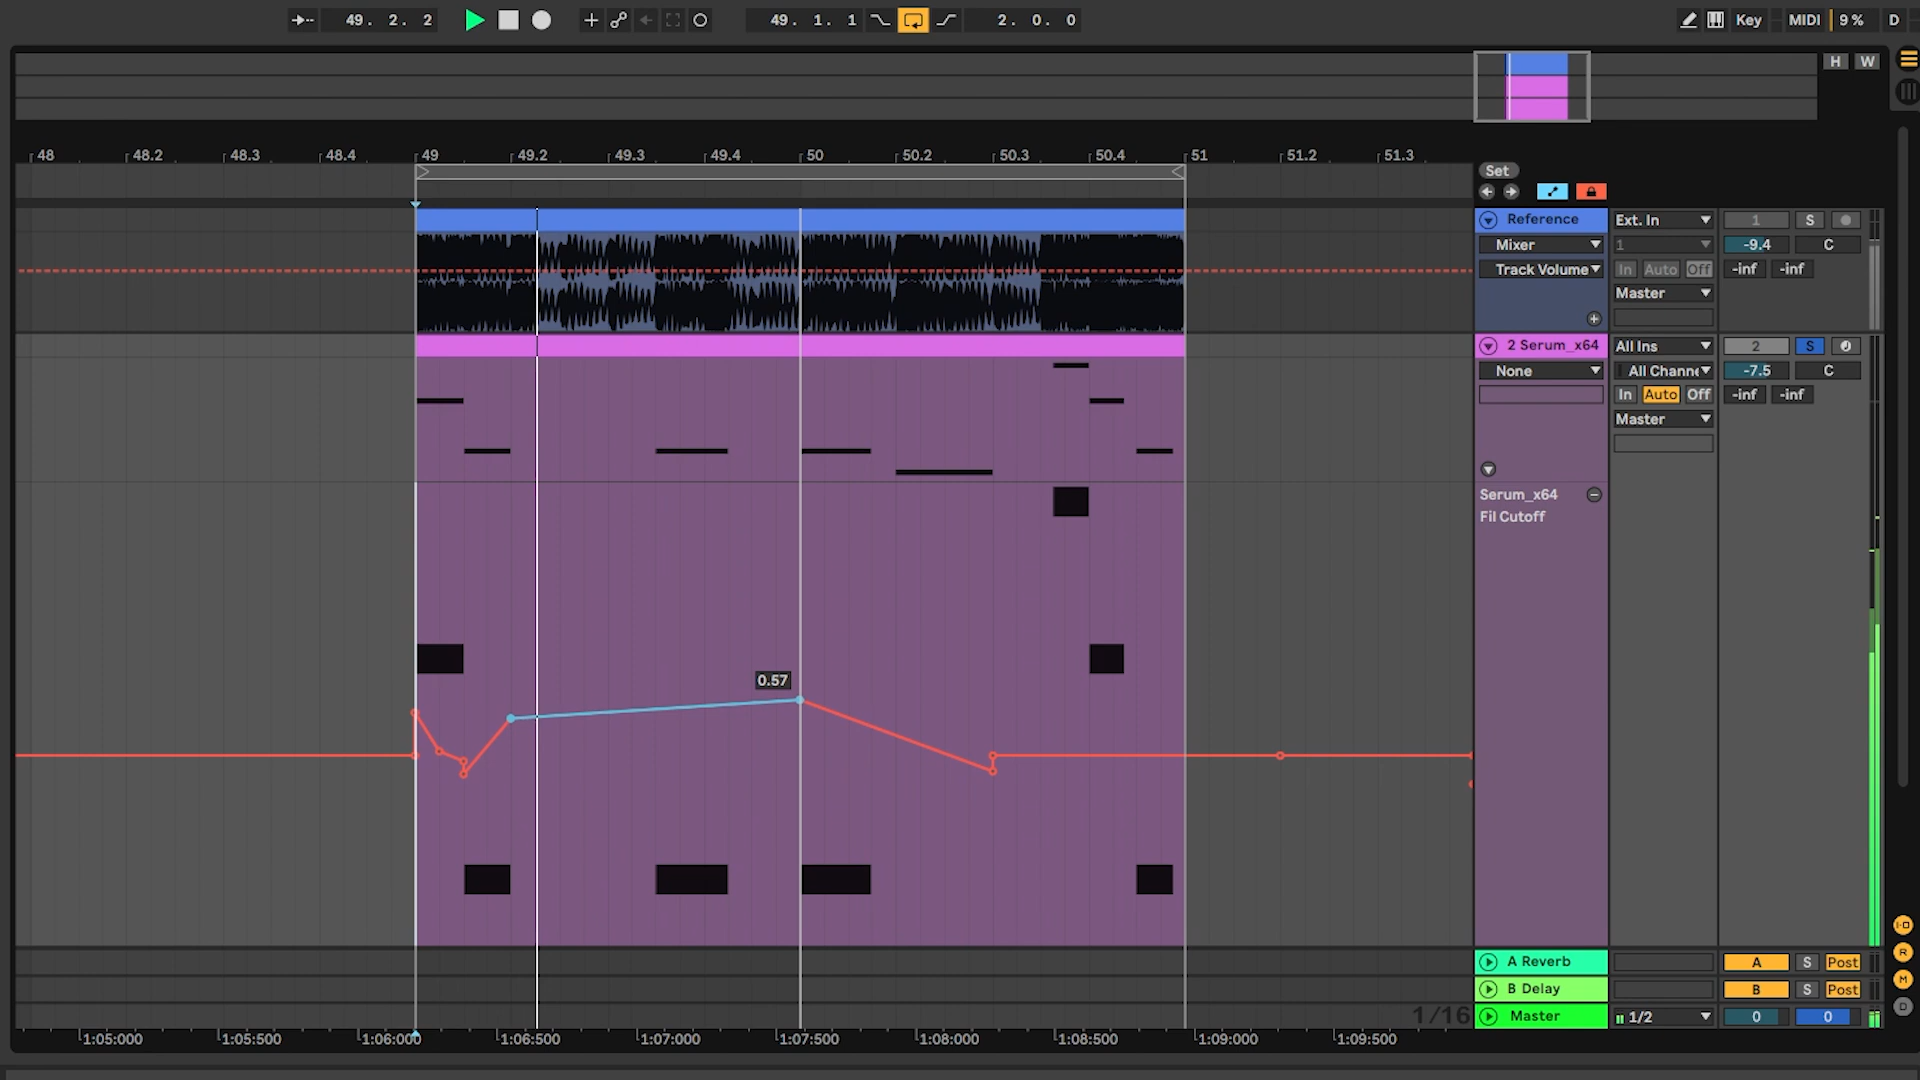 49. 2. 2 49. 1. 1 2. 0. 0 Key MIDI 9 % D
H W
48 48.2 48.3 48.4 49 49.2 49.3 49.4 50 50.2 50.3 50.4 51 51.2 51.3
Set
Reference Ext. In 1 S
Mixer 1 -9.4 C
Track Volume In Auto Off -inf -inf
Master
2 Serum_x64 All Ins 2 S
None All Channe -7.5 C
In Auto Off -inf -inf
Master
Serum_x64
Fil Cutoff
0.57
A Reverb A S Post
B Delay B S Post
1/16 Master 1/2 0 0
I-O
R
M
D
1:05:000 1:05:500 1:06:000 1:06:500 1:07:000 1:07:500 1:08:000 1:08:500 1:09:000 1:09:500